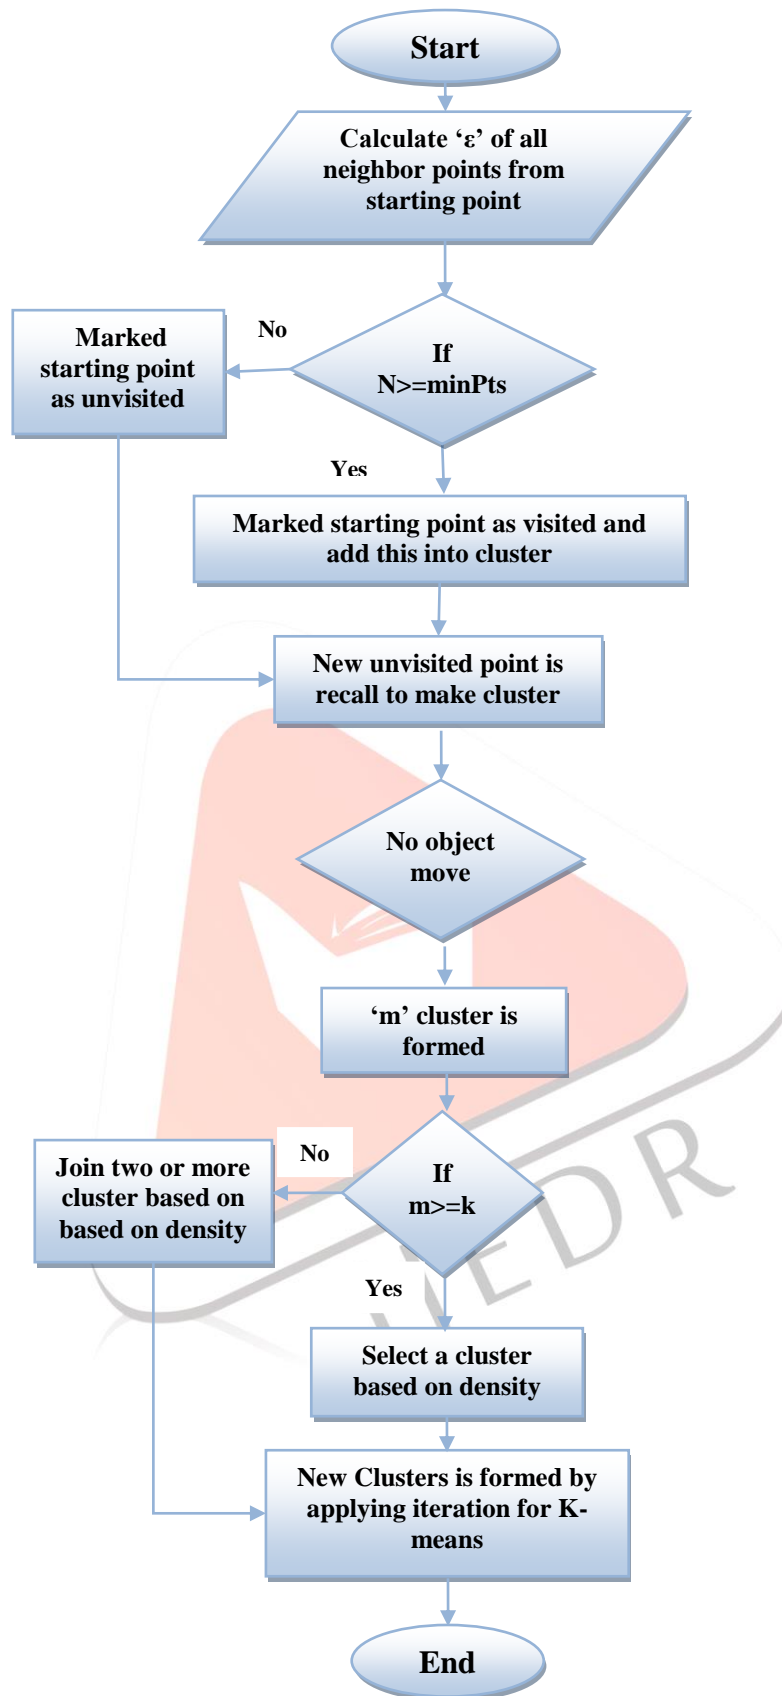 Start
Calculate ‘ε’ of all
neighbor points from
starting point
No
Marked
starting point
as unvisited
If
N>=minPts
Yes
Marked starting point as visited and
add this into cluster
New unvisited point is
recall to make cluster
No object
move
‘m’ cluster is
formed
No
Join two or more
cluster based on
based on density
If
m>=k
Yes
JEDR
Select a cluster
based on density
New Clusters is formed by
applying iteration for K-
means
End